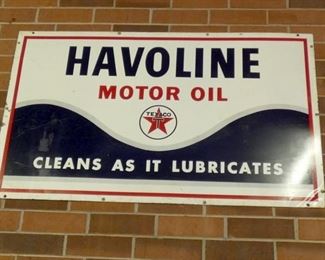 HAVOLINE
MOTOR OIL
TEXACO
CLEANS AS IT LUBRICATES